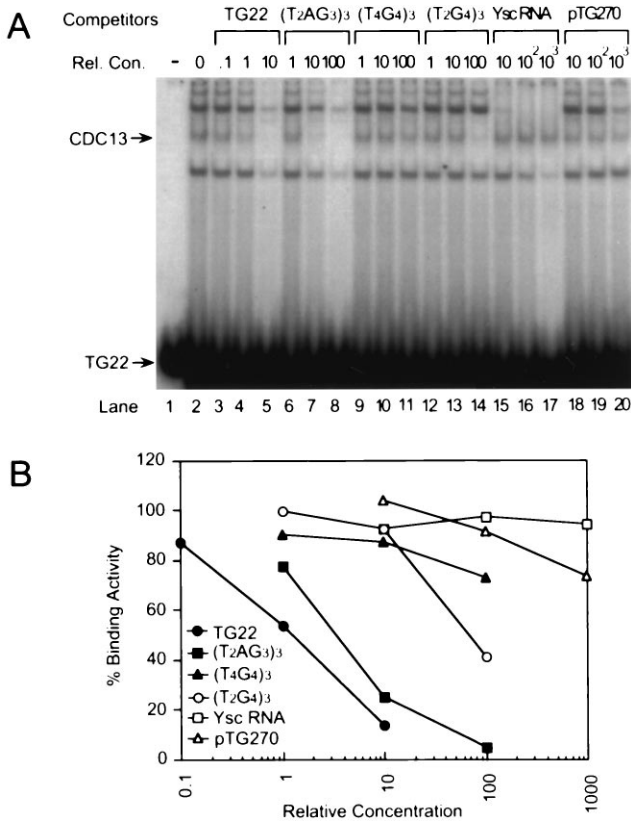 A
Competitors TG22 (T2AG3)3 (T4G4)3 (T2G4)3 Ysc RNA pTG270
Rel. Con. - 0 .1 1 10 1 10 100 1 10 100 1 10 100 10 10² 10³ 10 10² 10³
CDC13
TG22
Lane 1 2 3 4 5 6 7 8 9 10 11 12 13 14 15 16 17 18 19 20
B
120
100
80
60
40
20
0
% Binding Activity
TG22
(T2AG3)3
(T4G4)3
(T2G4)3
Ysc RNA
pTG270
0.1 1 10 100 1000
Relative Concentration